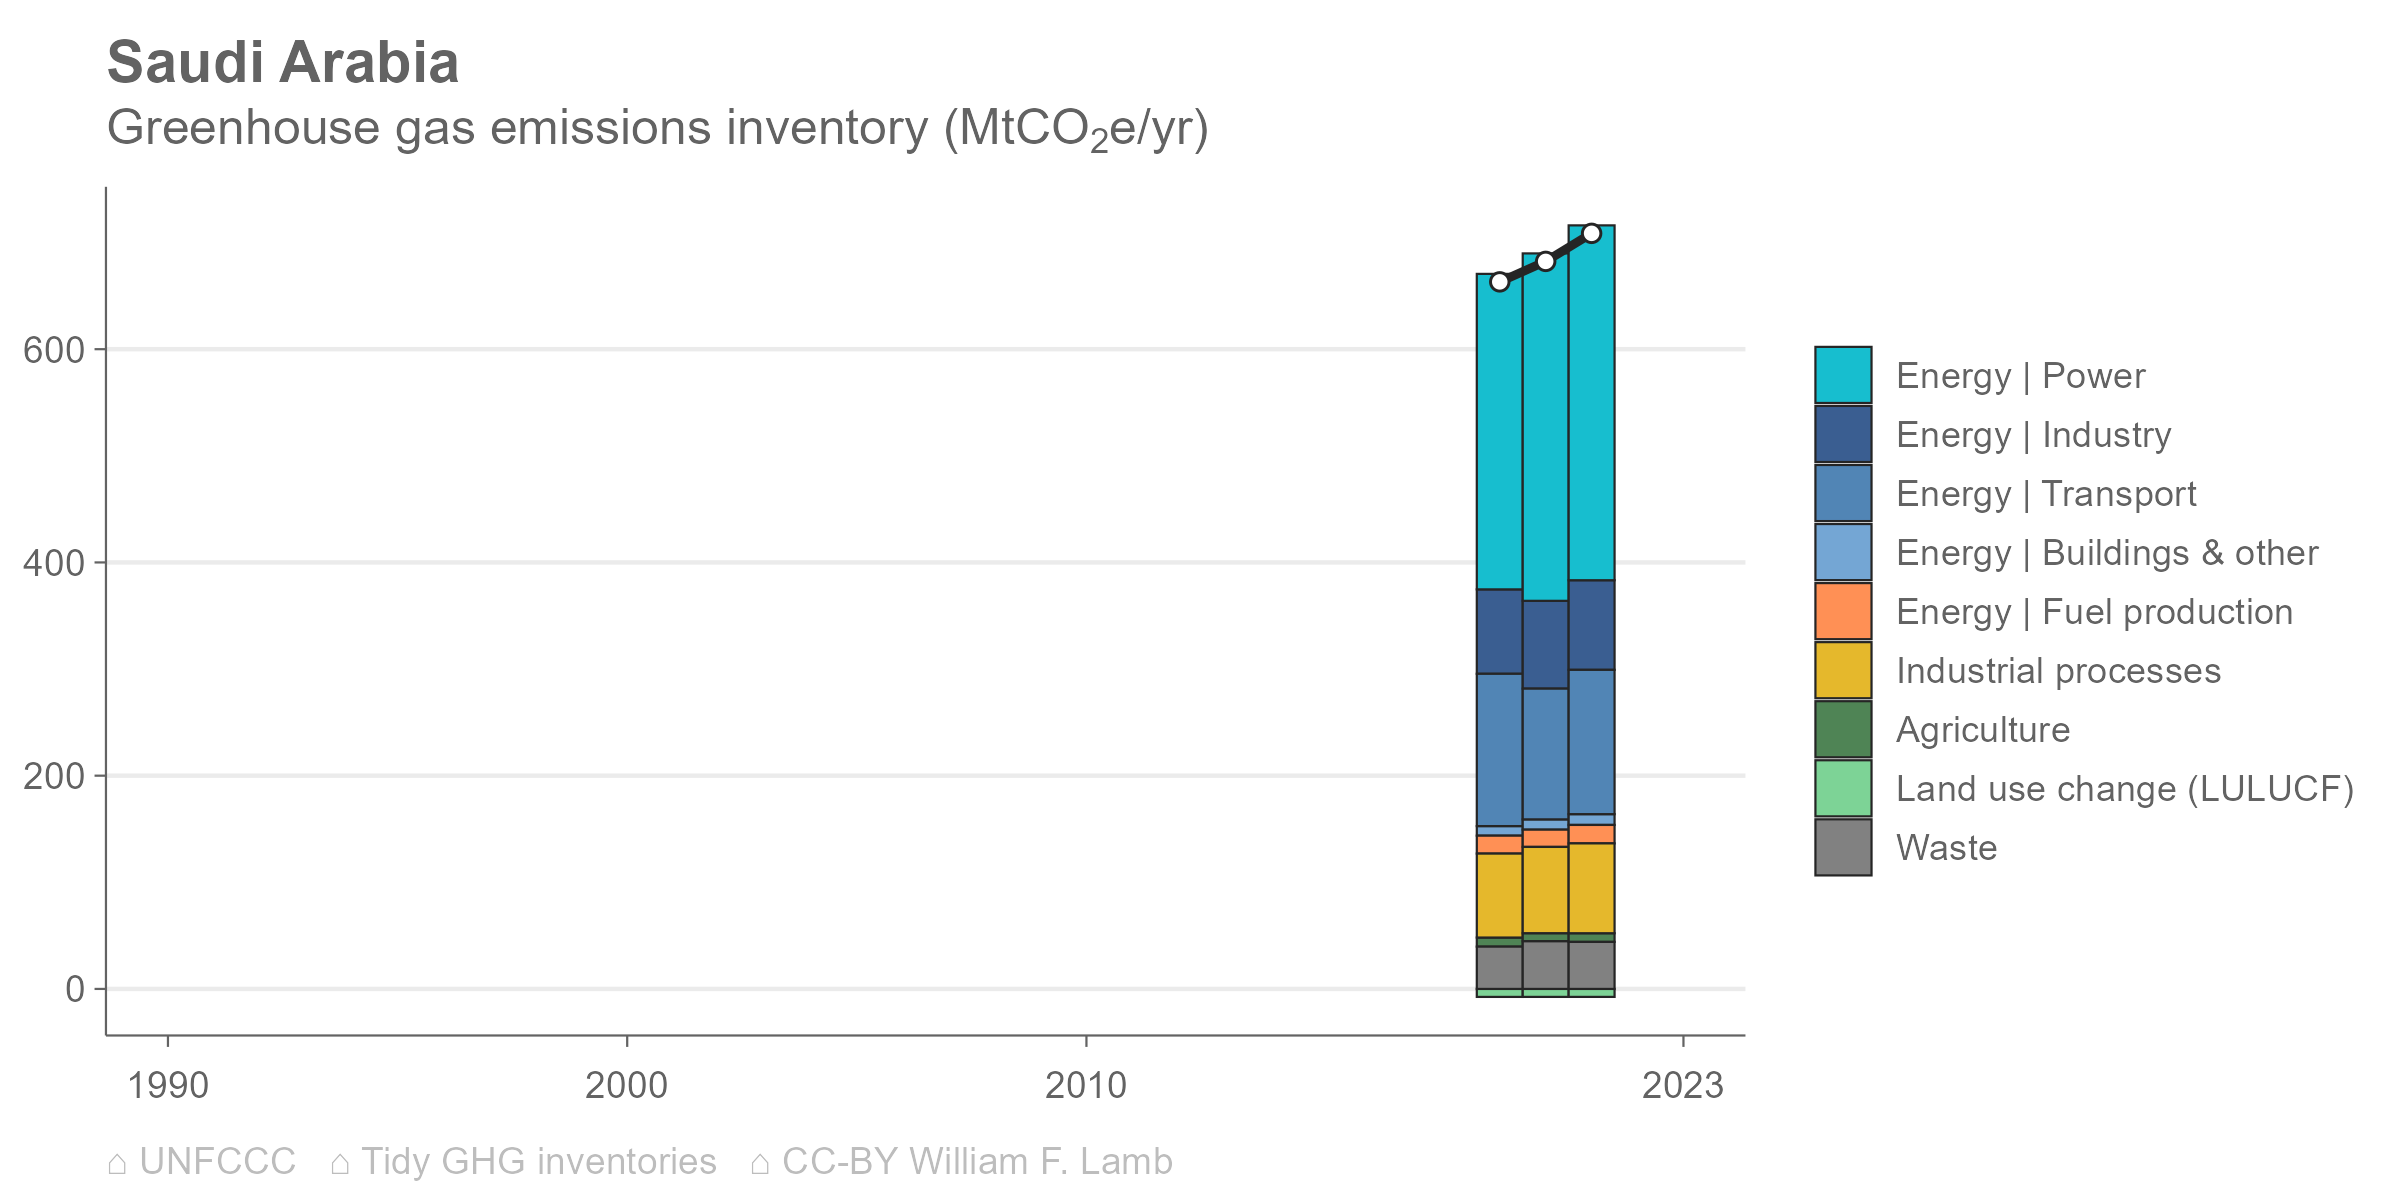 Saudi Arabia
Greenhouse gas emissions inventory (MtCO₂e/yr)
600
400
200
0
1990 2000 2010 2023
Energy | Power
Energy | Industry
Energy | Transport
Energy | Buildings & other
Energy | Fuel production
Industrial processes
Agriculture
Land use change (LULUCF)
Waste
⌂ UNFCCC ⌂ Tidy GHG inventories ⌂ CC-BY William F. Lamb